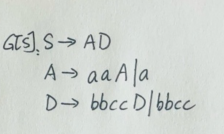 G[S]: S → AD
A → aaA|a
D → bbccD|bbcc